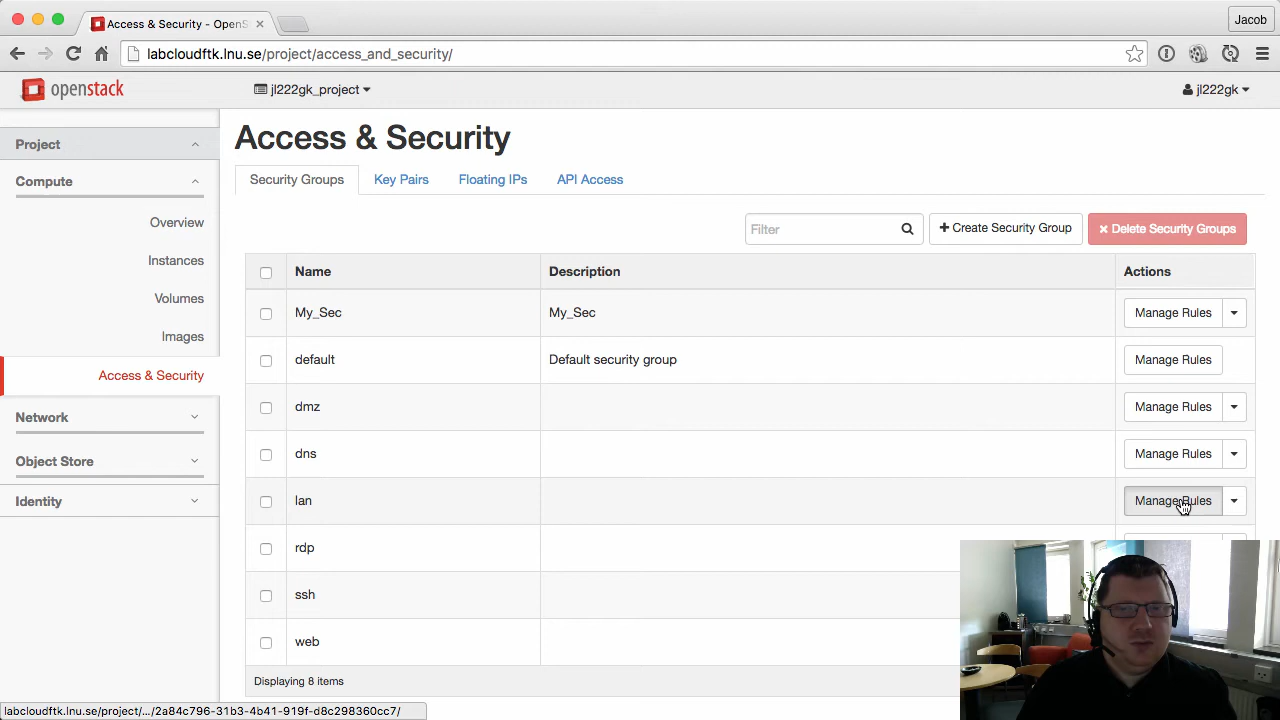 Access & Security - OpenS
Jacob
labcloudftk.lnu.se/project/access_and_security/
openstack
jl222gk_project
jl222gk
Project
Compute
Overview
Instances
Volumes
Images
Access & Security
Network
Object Store
Identity
Access & Security
Security Groups
Key Pairs
Floating IPs
API Access
Filter
Create Security Group
Delete Security Groups
Name Description Actions
My_Sec My_Sec Manage Rules
default Default security group Manage Rules
dmz Manage Rules
dns Manage Rules
lan Manage Rules
rdp
ssh
web
Displaying 8 items
labcloudftk.lnu.se/project/.../2a84c796-31b3-4b41-919f-d8c298360cc7/